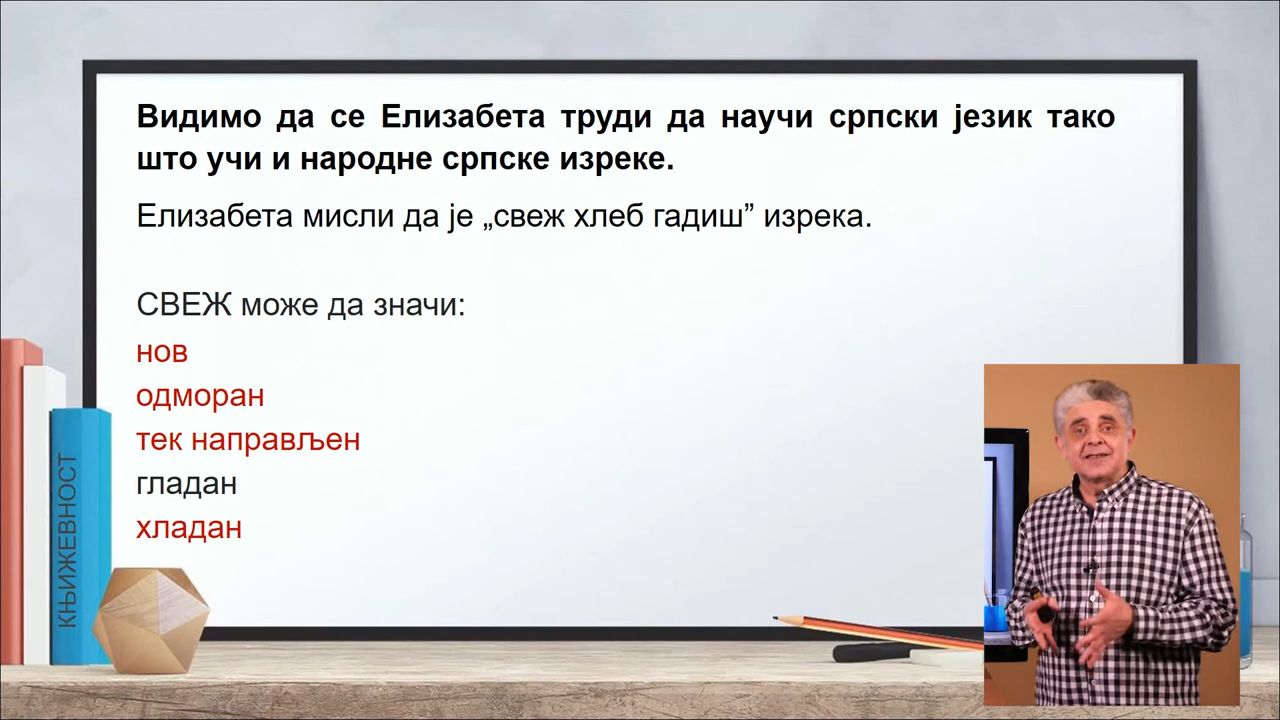 Видимо да се Елизабета труди да научи српски језик тако
што учи и народне српске изреке.
Елизабета мисли да је „свеж хлеб гадиш” изрека.
СВЕЖ може да значи:
нов
одморан
тек направљен
гладан
хладан
КЊИЖЕВНОСТ